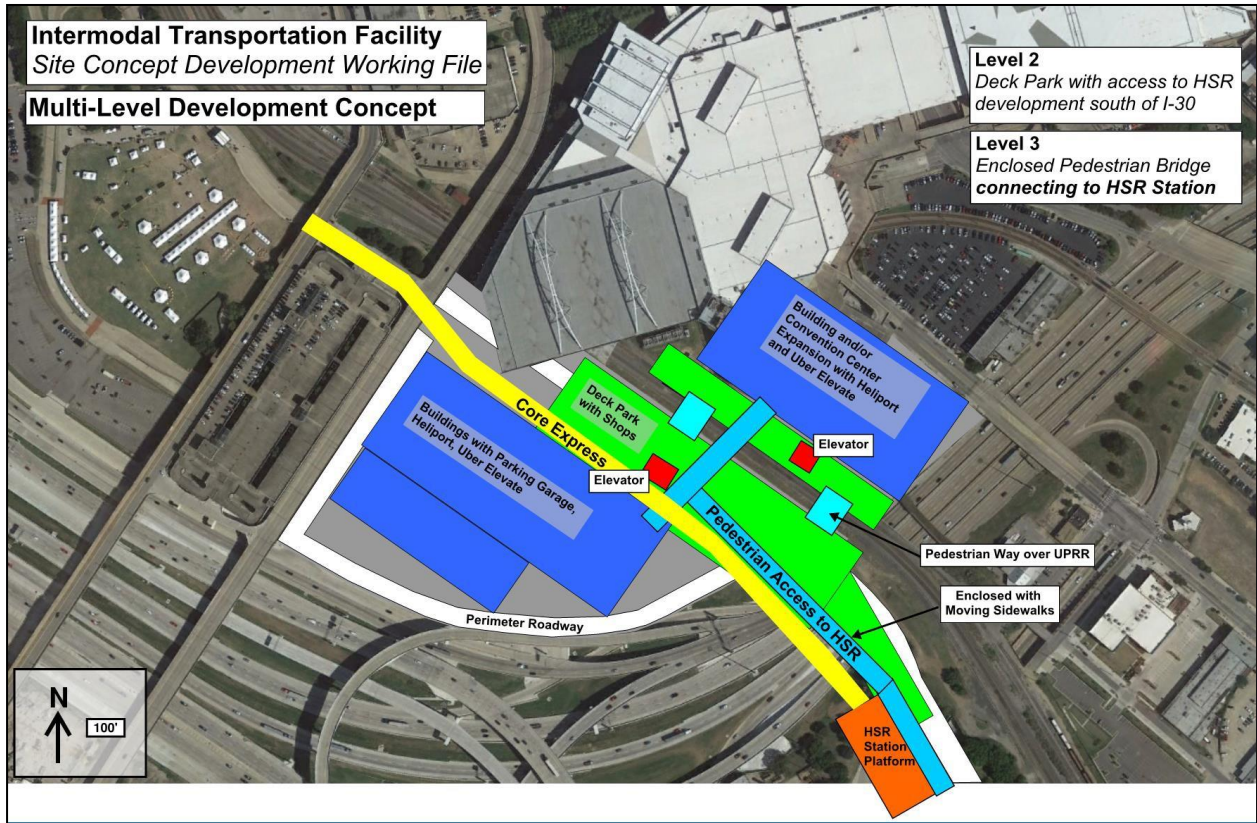 Intermodal Transportation Facility
Site Concept Development Working File
Multi-Level Development Concept
Level 2
Deck Park with access to HSR
development south of I-30
Level 3
Enclosed Pedestrian Bridge
connecting to HSR Station
Building and/or
Convention Center
Expansion with Heliport
and Uber Elevate
Deck Park
with Shops
Core Express
Buildings with Parking Garage,
Heliport, Uber Elevate
Elevator
Elevator
Pedestrian Access to HSR
Pedestrian Way over UPRR
Enclosed with
Moving Sidewalks
Perimeter Roadway
HSR
Station
Platform
N
100'